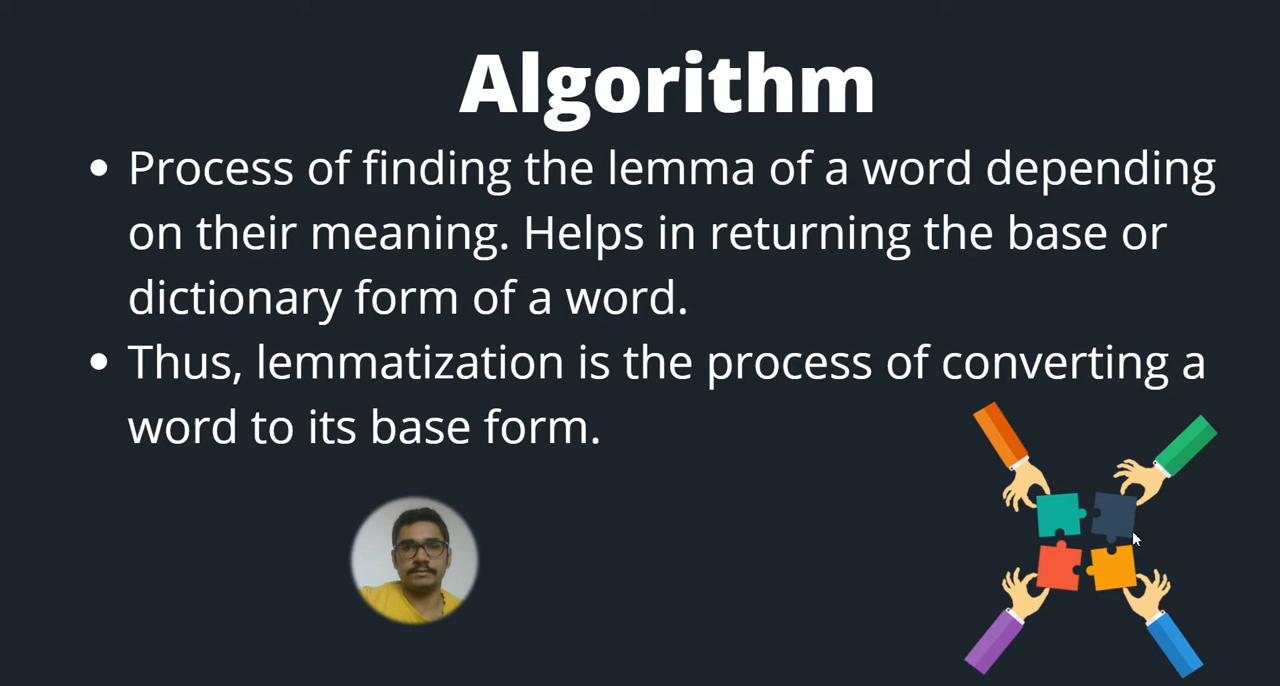 Algorithm
• Process of finding the lemma of a word depending
on their meaning. Helps in returning the base or
dictionary form of a word.
• Thus, lemmatization is the process of converting a
word to its base form.